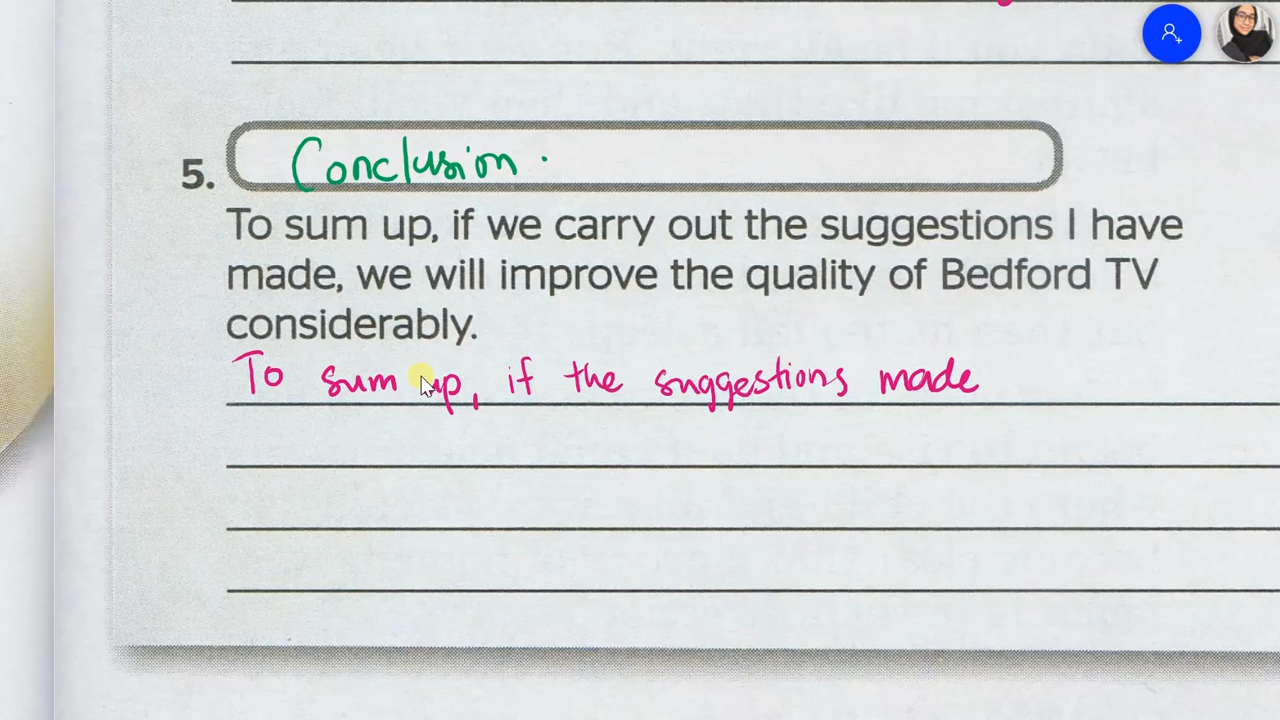 5. Conclusion.
To sum up, if we carry out the suggestions I have
made, we will improve the quality of Bedford TV
considerably.
To sum up, if the suggestions made